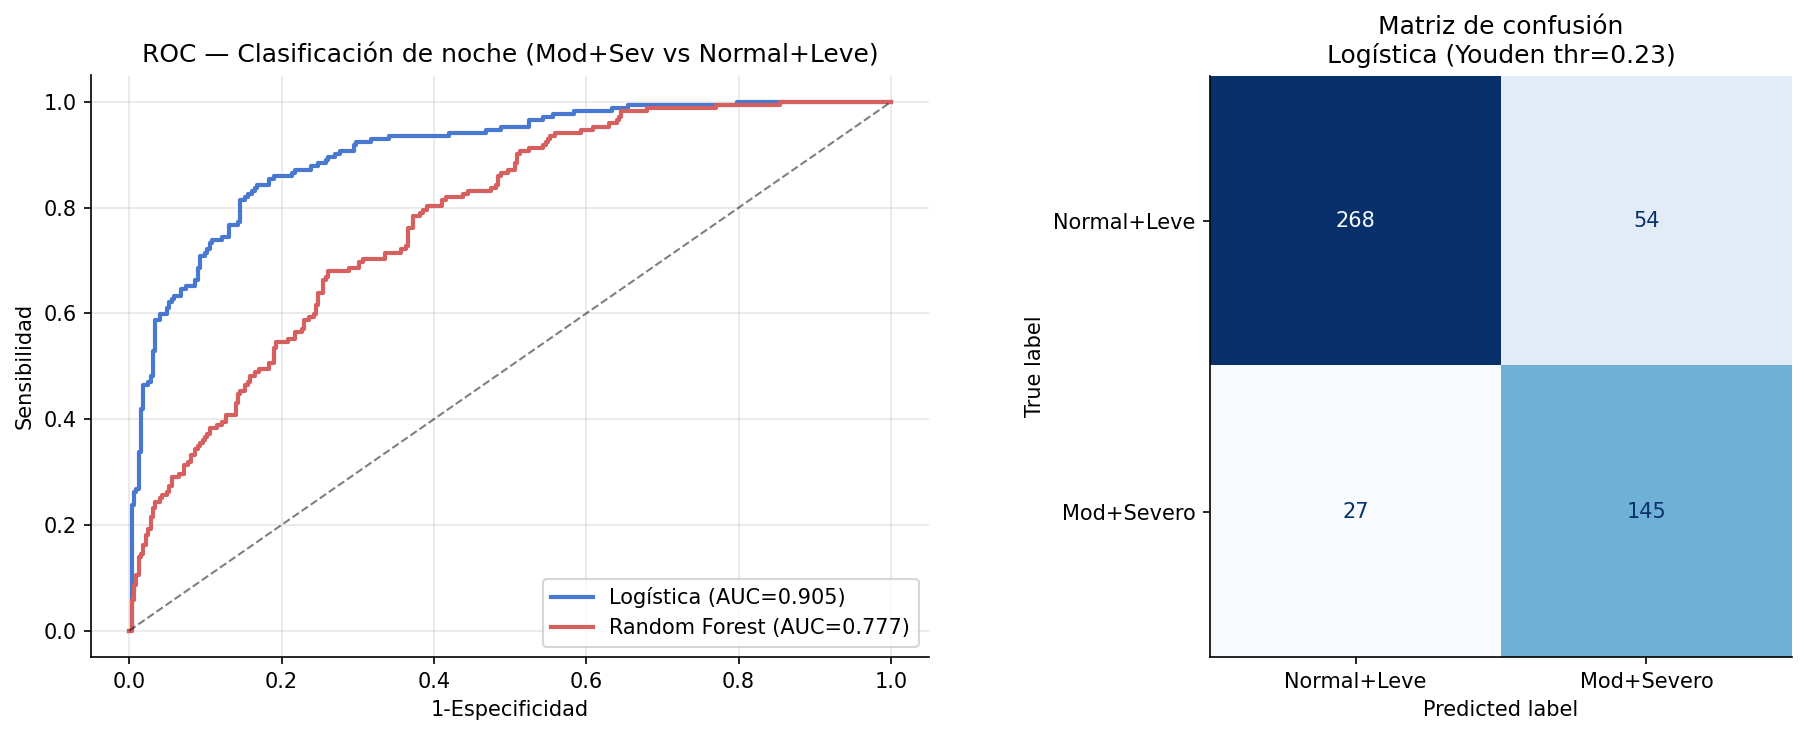 ROC — Clasificación de noche (Mod+Sev vs Normal+Leve)
1.0
0.8
0.6
0.4
0.2
0.0
Sensibilidad
0.0 0.2 0.4 0.6 0.8 1.0
1-Especificidad
Logística (AUC=0.905)
Random Forest (AUC=0.777)
Matriz de confusión
Logística (Youden thr=0.23)
True label
Normal+Leve 268 54
Mod+Severo 27 145
Normal+Leve Mod+Severo
Predicted label